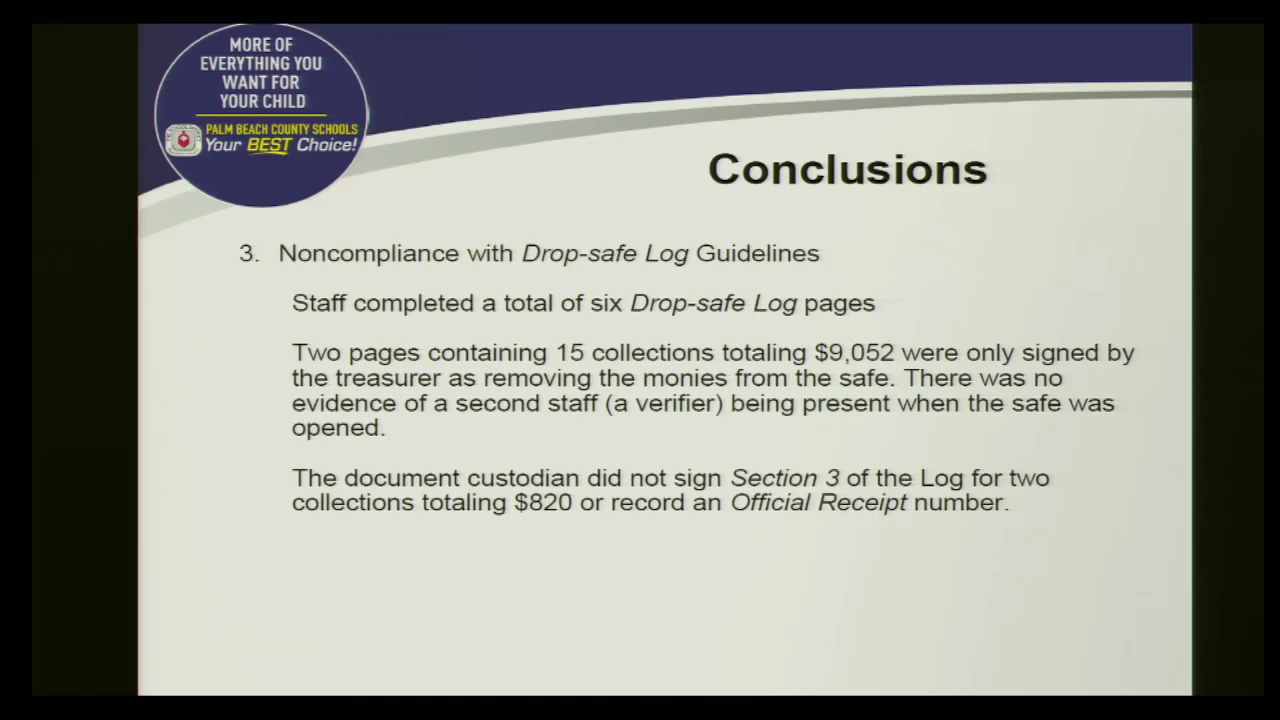 MORE OF
EVERYTHING YOU
WANT FOR
YOUR CHILD
PALM BEACH COUNTY SCHOOLS
Your BEST Choice!
Conclusions
3. Noncompliance with Drop-safe Log Guidelines
Staff completed a total of six Drop-safe Log pages
Two pages containing 15 collections totaling $9,052 were only signed by
the treasurer as removing the monies from the safe. There was no
evidence of a second staff (a verifier) being present when the safe was
opened.
The document custodian did not sign Section 3 of the Log for two
collections totaling $820 or record an Official Receipt number.